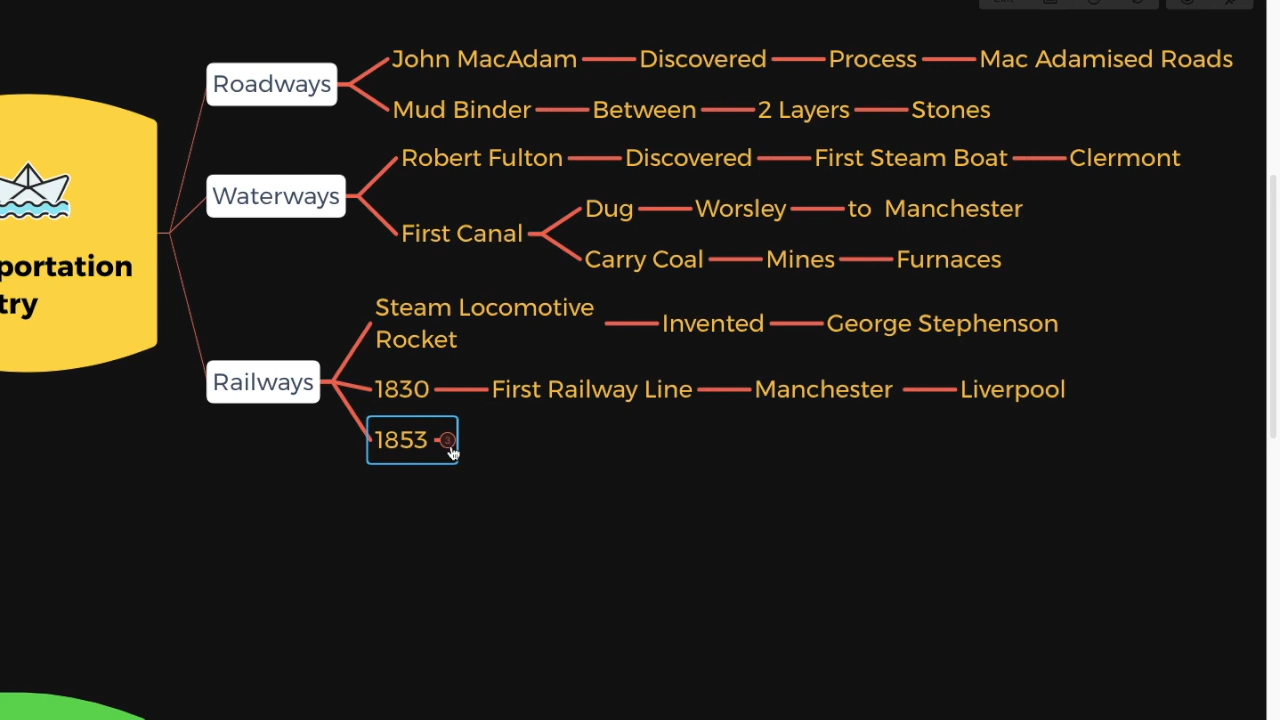 Roadways
John MacAdam
Discovered
Process
Mac Adamised Roads
Mud Binder
Between
2 Layers
Stones
Waterways
Robert Fulton
Discovered
First Steam Boat
Clermont
First Canal
Dug
Worsley
to Manchester
Carry Coal
Mines
Furnaces
portation
try
Railways
Steam Locomotive
Rocket
Invented
George Stephenson
1830
First Railway Line
Manchester
Liverpool
1853
3